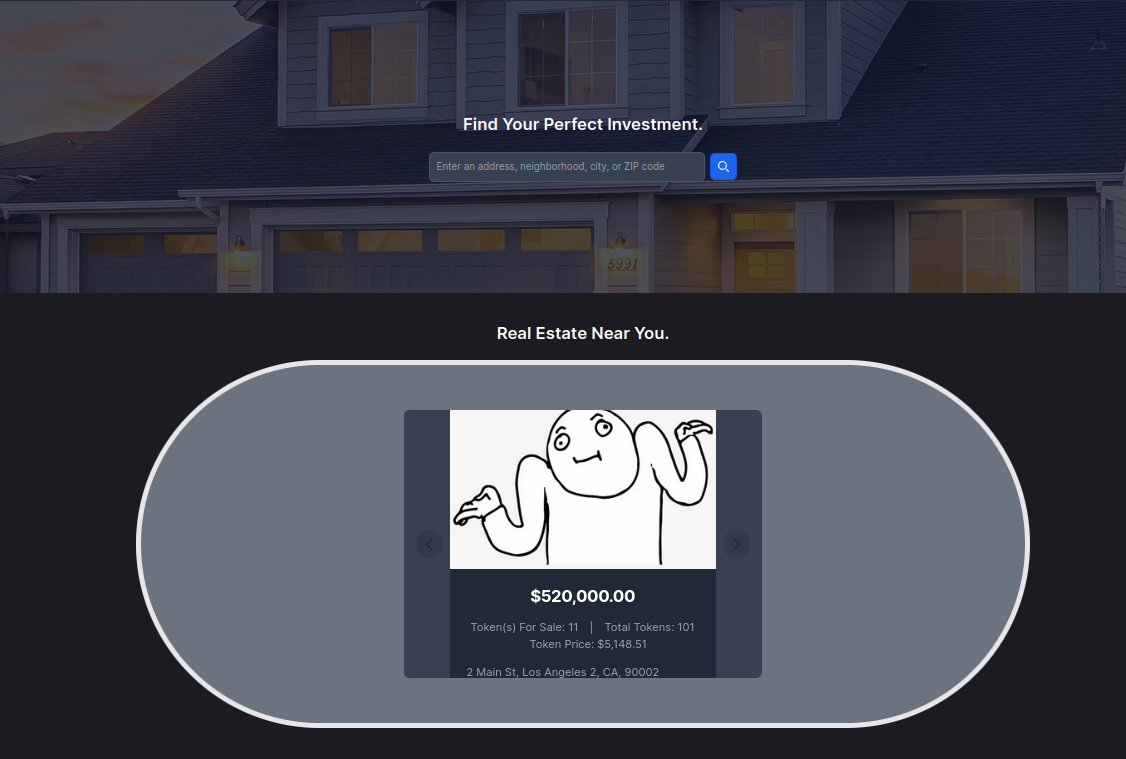 Find Your Perfect Investment.
Enter an address, neighborhood, city, or ZIP code
5991
Real Estate Near You.
$520,000.00
Token(s) For Sale: 11 | Total Tokens: 101
Token Price: $5,148.51
2 Main St, Los Angeles 2, CA, 90002